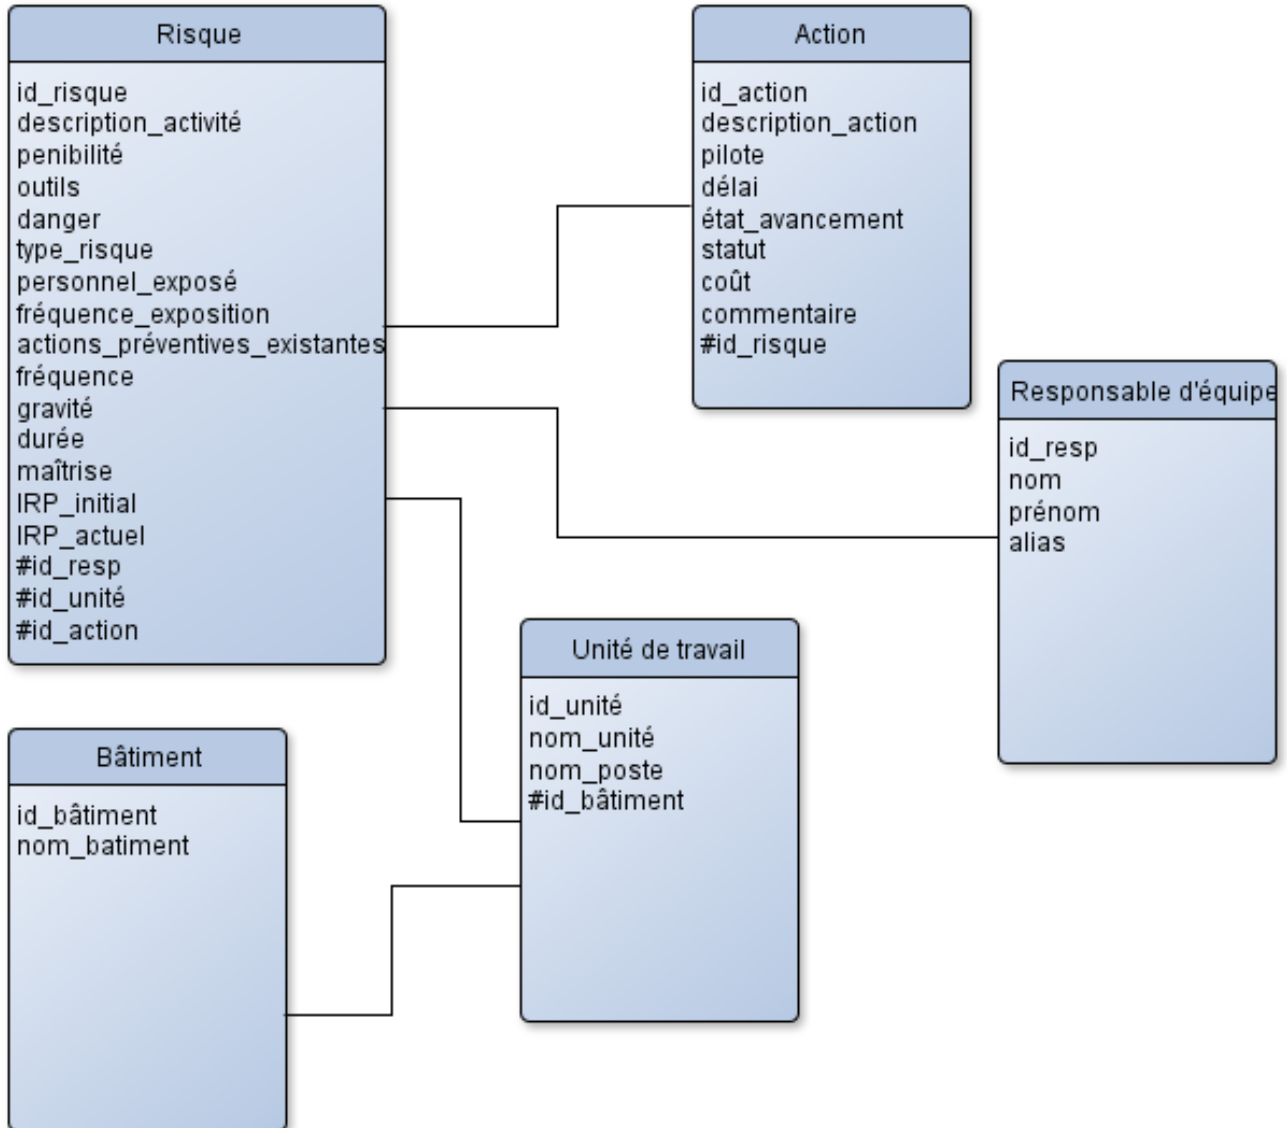 Risque
id_risque
description_activité
penibilité
outils
danger
type_risque
personnel_exposé
fréquence_exposition
actions_préventives_existantes
fréquence
gravité
durée
maîtrise
IRP_initial
IRP_actuel
#id_resp
#id_unité
#id_action
Action
id_action
description_action
pilote
délai
état_avancement
statut
coût
commentaire
#id_risque
Responsable d'équipe
id_resp
nom
prénom
alias
Unité de travail
id_unité
nom_unité
nom_poste
#id_bâtiment
Bâtiment
id_bâtiment
nom_batiment